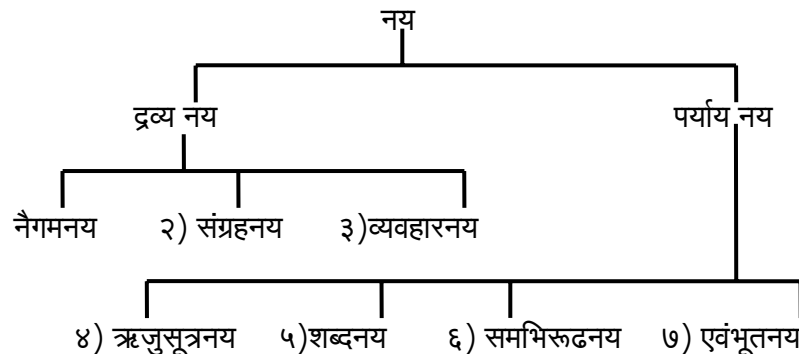 नय
द्रव्य नय पर्याय नय
नैगमनय २) संग्रहनय ३)व्यवहारनय
४) ऋजुसूत्रनय ५)शब्दनय ६) समभिरूढनय ७) एवंभूतनय